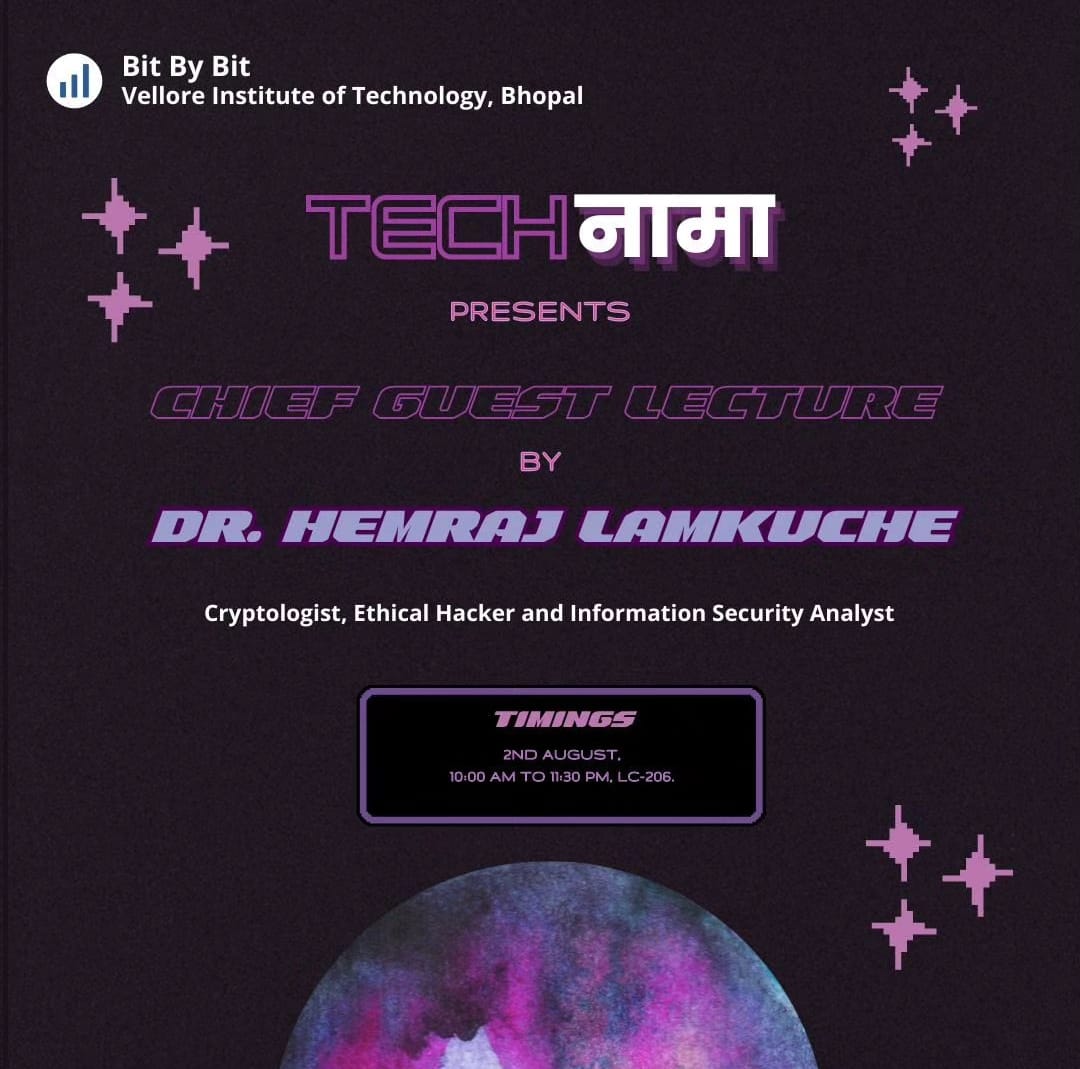 Bit By Bit
Vellore Institute of Technology, Bhopal
TECHनामा
PRESENTS
CHIEF GUEST LECTURE
BY
DR. HEMRAJ LAMKUCHE
Cryptologist, Ethical Hacker and Information Security Analyst
TIMINGS
2ND AUGUST,
10:00 AM TO 11:30 PM, LC-206.